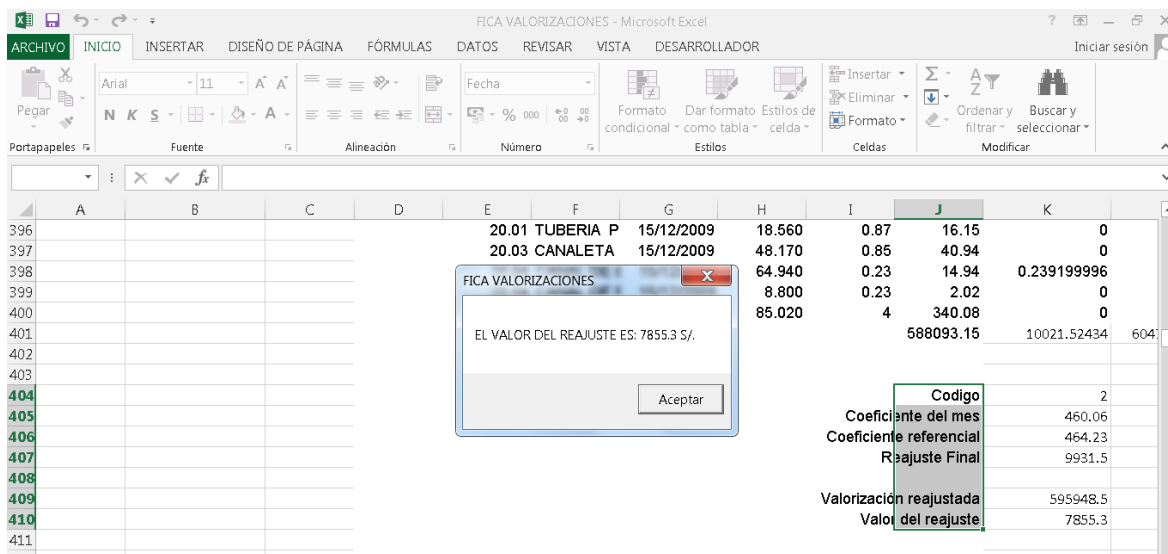 FICA VALORIZACIONES - Microsoft Excel
ARCHIVO INICIO INSERTAR DISEÑO DE PÁGINA FÓRMULAS DATOS REVISAR VISTA DESARROLLADOR Iniciar sesión
Pegar
Portapapeles
Arial 11
N K S
Fuente
Alineación
Fecha
% 000
Número
Formato condicional
Dar formato como tabla
Estilos de celda
Estilos
Insertar
Eliminar
Formato
Celdas
Ordenar y filtrar
Buscar y seleccionar
Modificar
fx
A B C D E F G H I J K
396 20.01 TUBERIA P 15/12/2009 18.560 0.87 16.15 0
397 20.03 CANALETA 15/12/2009 48.170 0.85 40.94 0
398 64.940 0.23 14.94 0.239199996
399 8.800 0.23 2.02 0
400 85.020 4 340.08 0
401 588093.15 10021.52434
402
403
404 Codigo 2
405 Coeficiente del mes 460.06
406 Coeficiente referencial 464.23
407 Reajuste Final 9931.5
408
409 Valorización reajustada 595948.5
410 Valor del reajuste 7855.3
411
FICA VALORIZACIONES
EL VALOR DEL REAJUSTE ES: 7855.3 S/.
Aceptar